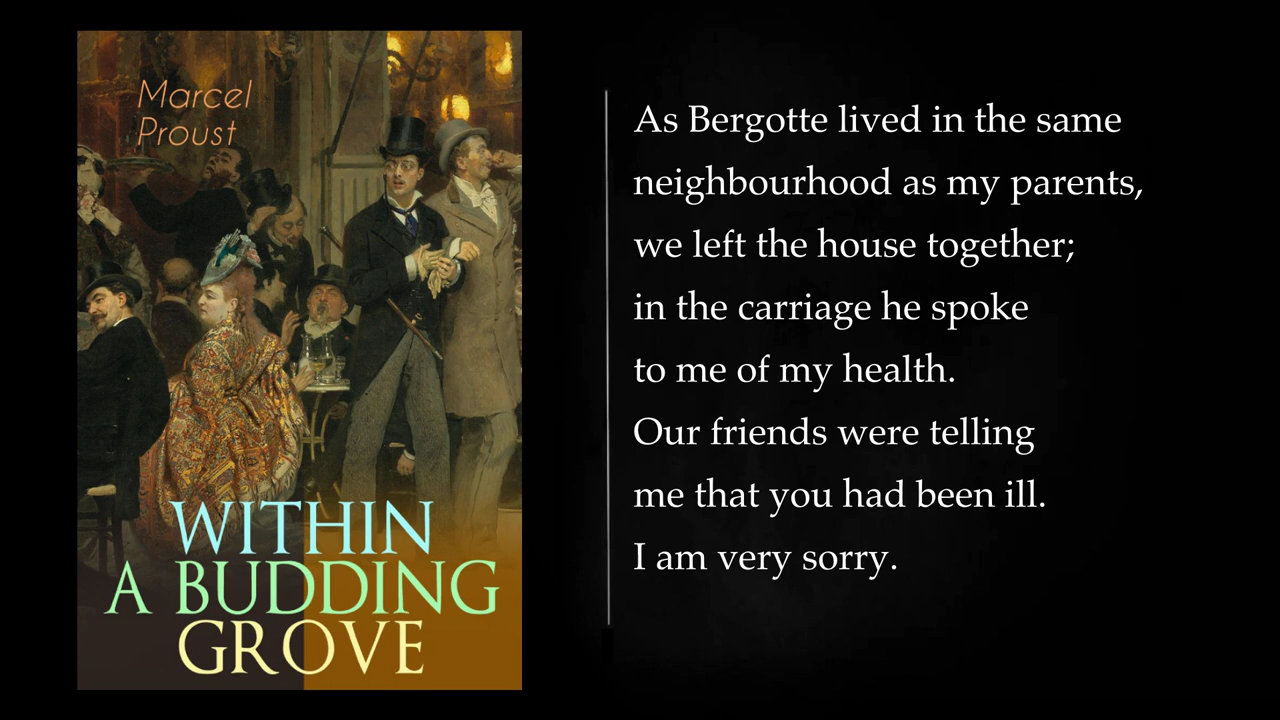 Marcel
Proust
WITHIN
A BUDDING
GROVE
As Bergotte lived in the same
neighbourhood as my parents,
we left the house together;
in the carriage he spoke
to me of my health.
Our friends were telling
me that you had been ill.
I am very sorry.